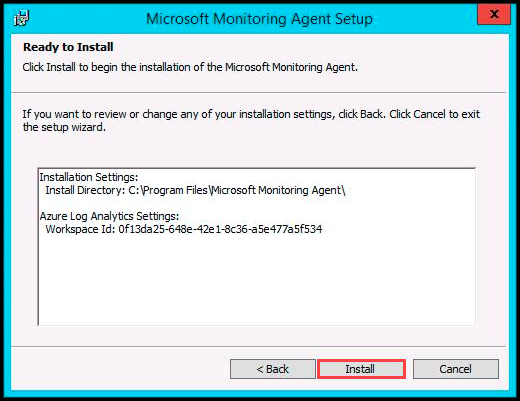 Microsoft Monitoring Agent Setup
x
Ready to Install
Click Install to begin the installation of the Microsoft Monitoring Agent.
If you want to review or change any of your installation settings, click Back. Click Cancel to exit
the setup wizard.
Installation Settings:
Install Directory: C:\Program Files\Microsoft Monitoring Agent\
Azure Log Analytics Settings:
Workspace Id: 0f13da25-648e-42e1-8c36-a5e477a5f534
< Back
Install
Cancel